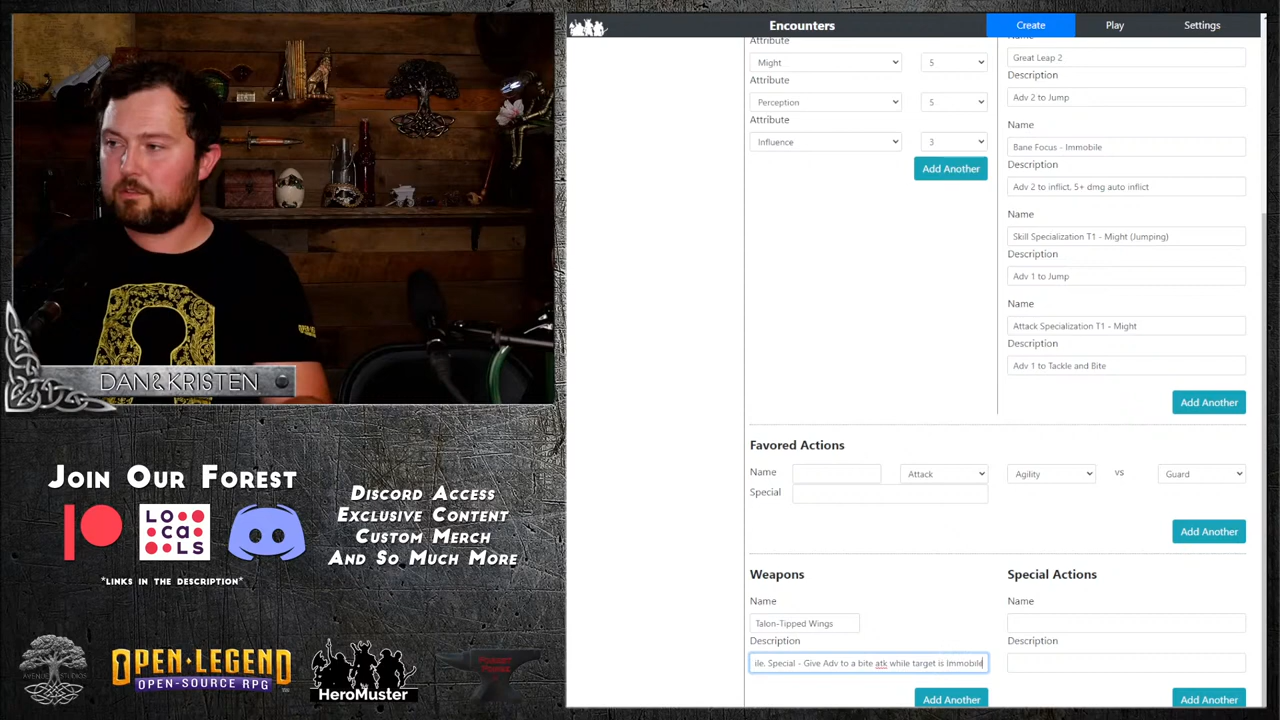 Encounters
Create
Play
Settings
Attribute
Might
5
Attribute
Perception
5
Attribute
Influence
3
Add Another
Great Leap 2
Description
Adv 2 to Jump
Name
Bane Focus - Immobile
Description
Adv 2 to inflict, 5+ dmg auto inflict
Name
Skill Specialization T1 - Might (Jumping)
Description
Adv 1 to Jump
Name
Attack Specialization T1 - Might
Description
Adv 1 to Tackle and Bite
Add Another
Favored Actions
Name
Attack
Agility
vs
Guard
Special
Add Another
Weapons
Name
Talon-Tipped Wings
Description
ile. Special - Give Adv to a bite atk while target is Immobile
Add Another
Special Actions
Name
Description
Add Another
DAN & KRISTEN
JOIN OUR FOREST
LOcaLS
*LINKS IN THE DESCRIPTION*
DISCORD ACCESS
EXCLUSIVE CONTENT
CUSTOM MERCH
AND SO MUCH MORE
AVENOR STUDIOS
OPEN LEGEND
OPEN-SOURCE RPG
HeroMuster